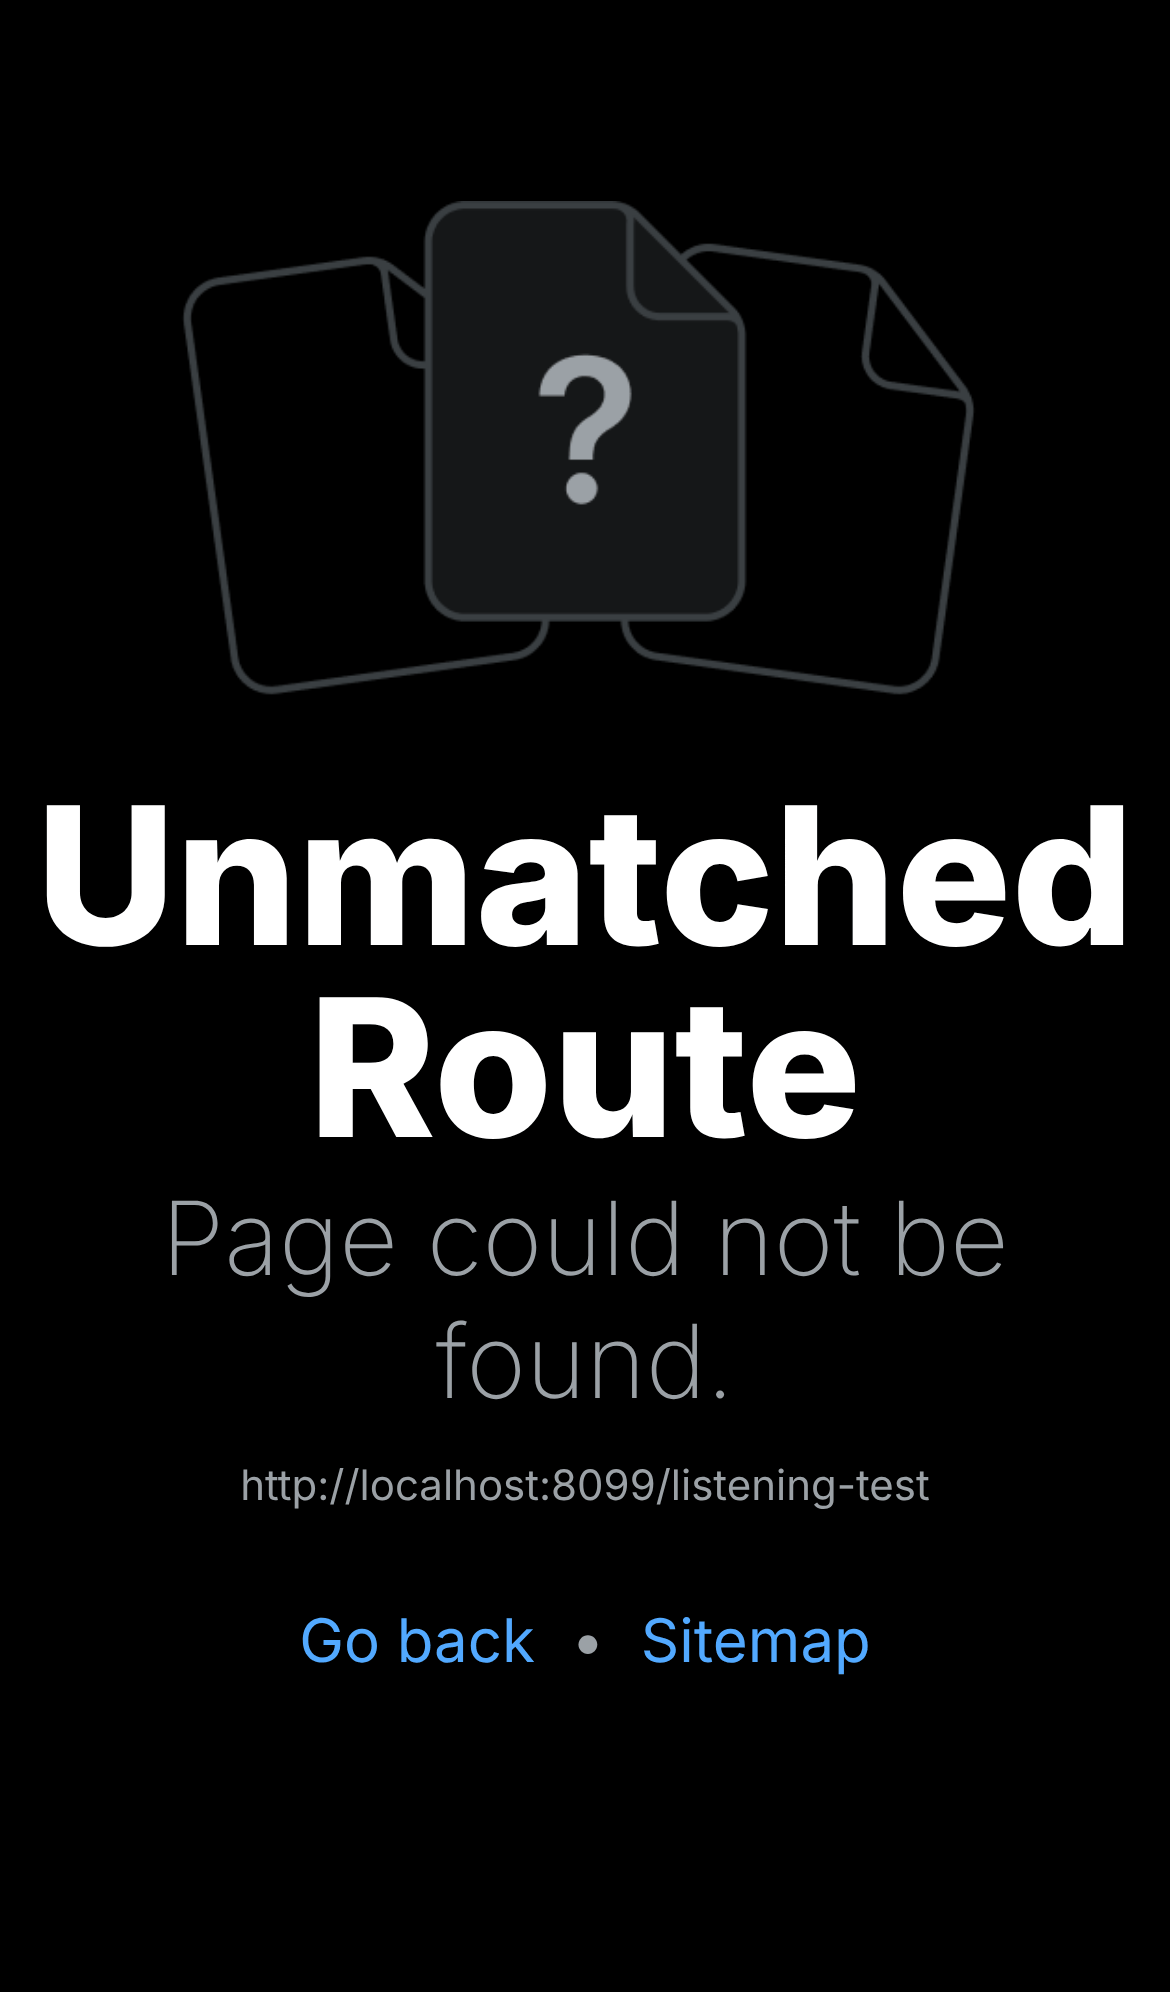 ?
Unmatched
Route
Page could not be
found.
http://localhost:8099/listening-test
Go back • Sitemap